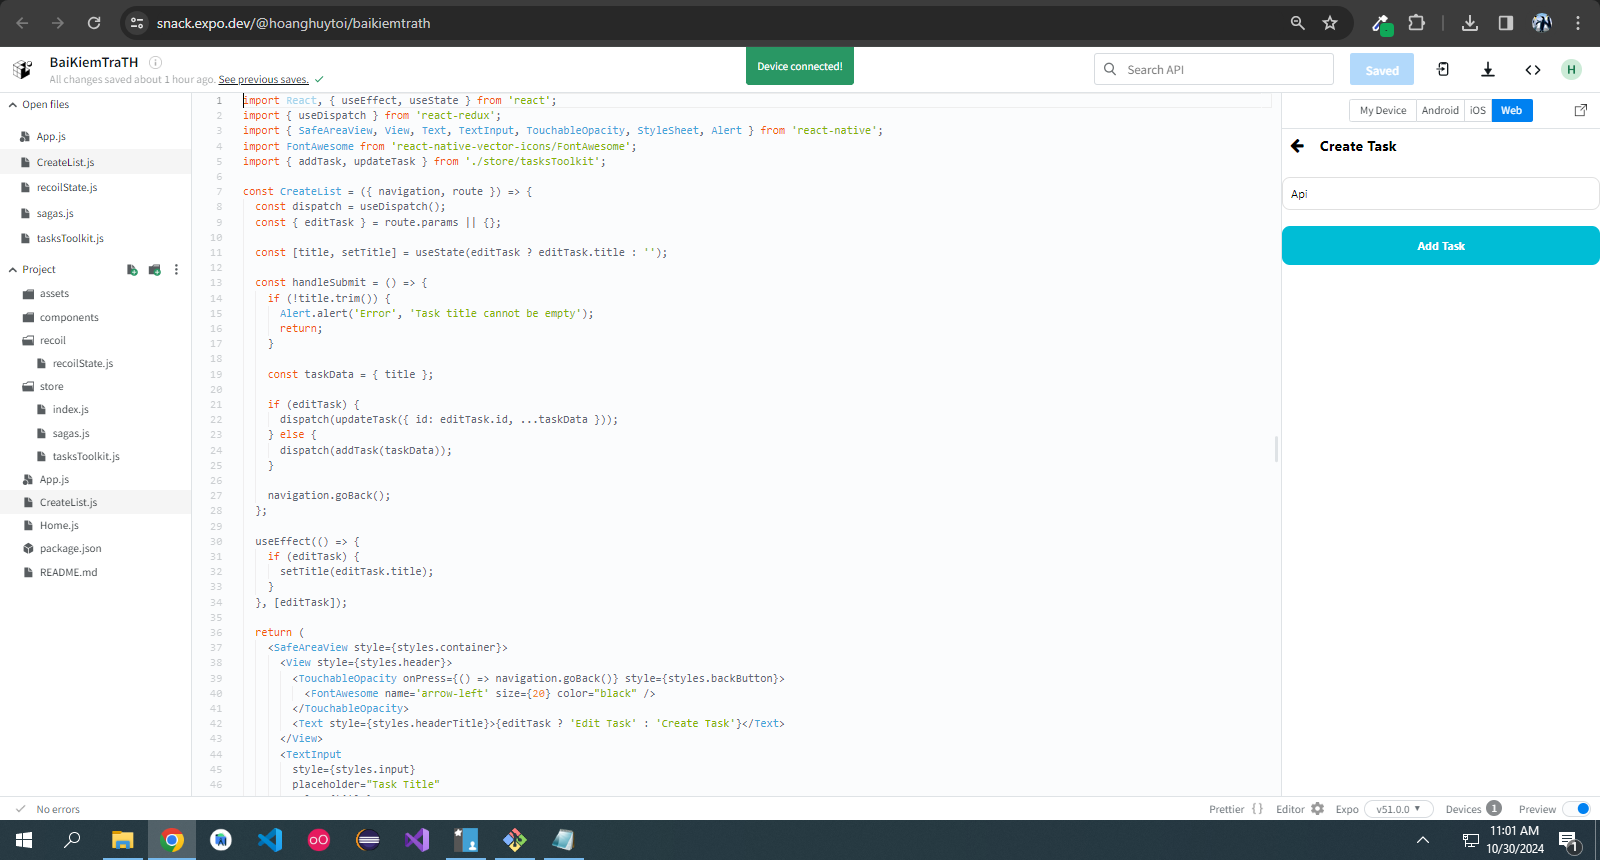 snack.expo.dev/@hoanghuytoi/baikiemtrath
BaiKiemTraTH
All changes saved about 1 hour ago. See previous saves.
Device connected!
Search API
Saved
H
Open files
App.js
CreateList.js
recoilState.js
sagas.js
tasksToolkit.js
Project
assets
components
recoil
recoilState.js
store
index.js
sagas.js
tasksToolkit.js
App.js
CreateList.js
Home.js
package.json
README.md
1 import React, { useEffect, useState } from 'react';
2 import { useDispatch } from 'react-redux';
3 import { SafeAreaView, View, Text, TextInput, TouchableOpacity, StyleSheet, Alert } from 'react-native';
4 import FontAwesome from 'react-native-vector-icons/FontAwesome';
5 import { addTask, updateTask } from './store/tasksToolkit';
6
7 const CreateList = ({ navigation, route }) => {
8 const dispatch = useDispatch();
9 const { editTask } = route.params || {};
10
11 const [title, setTitle] = useState(editTask ? editTask.title : '');
12
13 const handleSubmit = () => {
14 if (!title.trim()) {
15 Alert.alert('Error', 'Task title cannot be empty');
16 return;
17 }
18
19 const taskData = { title };
20
21 if (editTask) {
22 dispatch(updateTask({ id: editTask.id, ...taskData }));
23 } else {
24 dispatch(addTask(taskData));
25 }
26
27 navigation.goBack();
28 };
29
30 useEffect(() => {
31 if (editTask) {
32 setTitle(editTask.title);
33 }
34 }, [editTask]);
35
36 return (
37 <SafeAreaView style={styles.container}>
38 <View style={styles.header}>
39 <TouchableOpacity onPress={() => navigation.goBack()} style={styles.backButton}>
40 <FontAwesome name='arrow-left' size={20} color="black" />
41 </TouchableOpacity>
42 <Text style={styles.headerTitle}>{editTask ? 'Edit Task' : 'Create Task'}</Text>
43 </View>
44 <TextInput
45 style={styles.input}
46 placeholder="Task Title"
My Device Android iOS Web
Create Task
Api
Add Task
No errors
Prettier { } Editor Expo v51.0.0 Devices 1 Preview
11:01 AM
10/30/2024
1